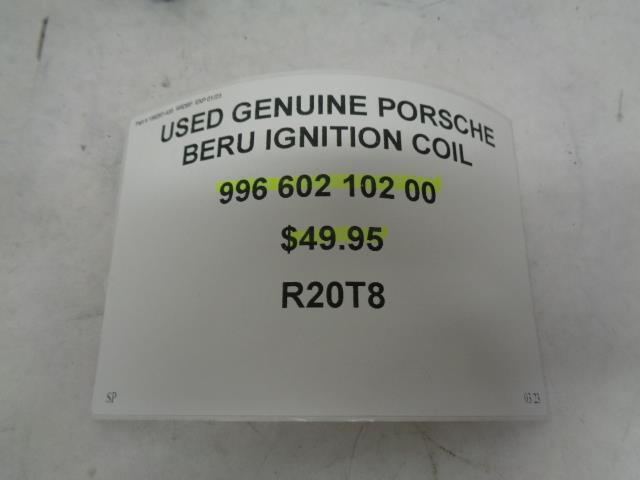 USED GENUINE PORSCHE
BERU IGNITION COIL
996 602 102 00
$49.95
R20T8
SP
03/23